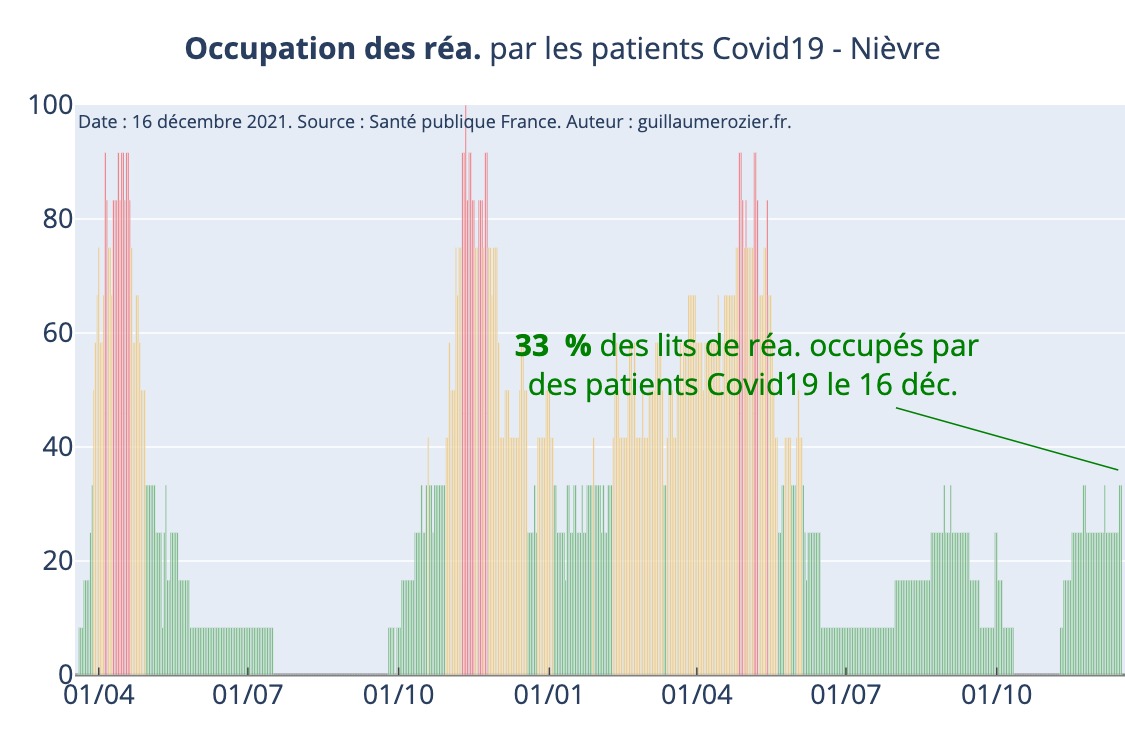 Occupation des réa. par les patients Covid19 - Nièvre
100
Date : 16 décembre 2021. Source : Santé publique France. Auteur : guillaumerozier.fr.
80
60
33 % des lits de réa. occupés par
des patients Covid19 le 16 déc.
40
20
0
01/04 01/07 01/10 01/01 01/04 01/07 01/10